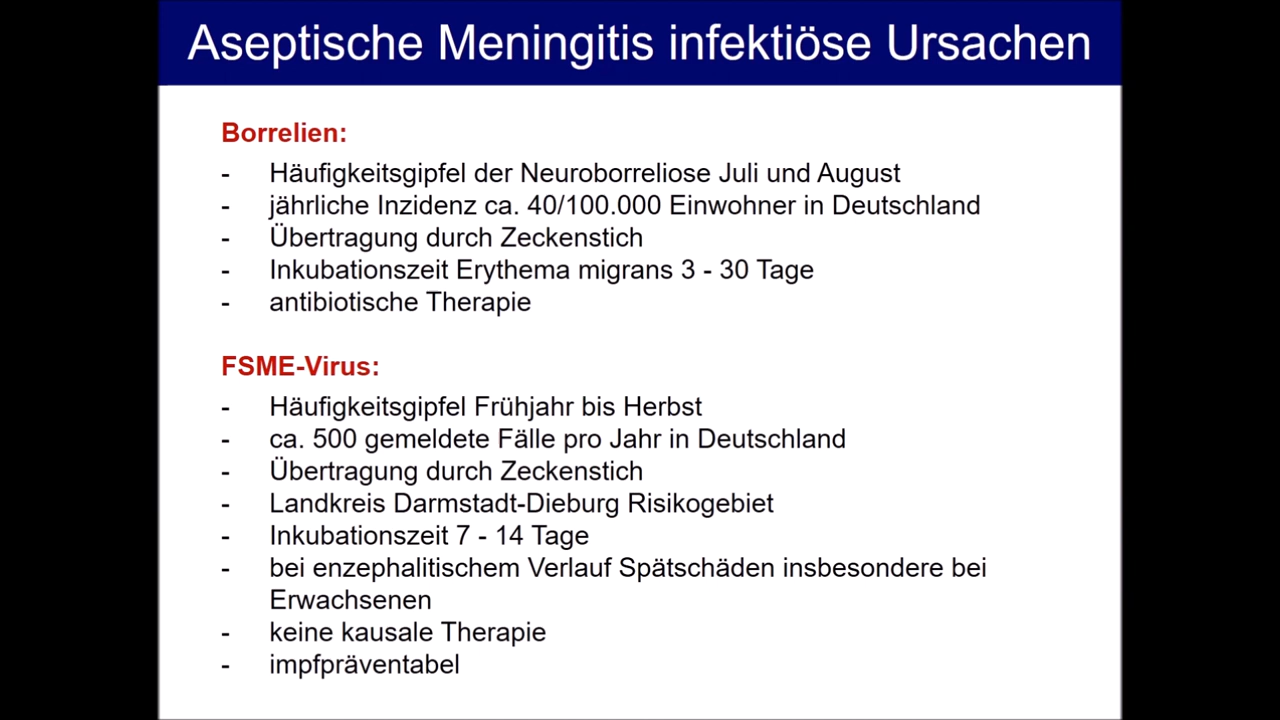 Aseptische Meningitis infektiöse Ursachen
Borrelien:
- Häufigkeitsgipfel der Neuroborreliose Juli und August
- jährliche Inzidenz ca. 40/100.000 Einwohner in Deutschland
- Übertragung durch Zeckenstich
- Inkubationszeit Erythema migrans 3 - 30 Tage
- antibiotische Therapie
FSME-Virus:
- Häufigkeitsgipfel Frühjahr bis Herbst
- ca. 500 gemeldete Fälle pro Jahr in Deutschland
- Übertragung durch Zeckenstich
- Landkreis Darmstadt-Dieburg Risikogebiet
- Inkubationszeit 7 - 14 Tage
- bei enzephalitischem Verlauf Spätschäden insbesondere bei
Erwachsenen
- keine kausale Therapie
- impfpräventabel